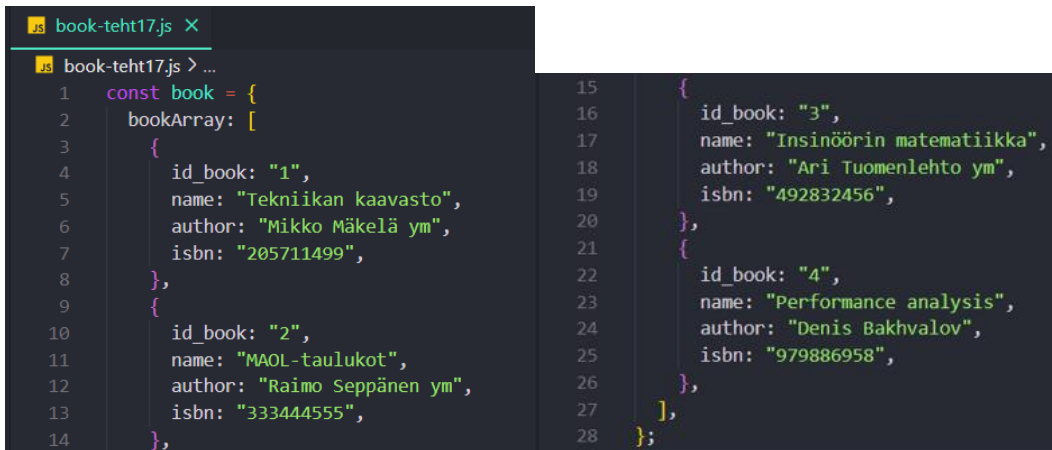 JS book-teht17.js ×
JS book-teht17.js > ...
1 const book = {
2 bookArray: [
3 {
4 id_book: "1",
5 name: "Tekniikan kaavasto",
6 author: "Mikko Mäkelä ym",
7 isbn: "205711499",
8 },
9 {
10 id_book: "2",
11 name: "MAOL-taulukot",
12 author: "Raimo Seppänen ym",
13 isbn: "333444555",
14 },
15 {
16 id_book: "3",
17 name: "Insinöörin matematiikka",
18 author: "Ari Tuomenlehto ym",
19 isbn: "492832456",
20 },
21 {
22 id_book: "4",
23 name: "Performance analysis",
24 author: "Denis Bakhvalov",
25 isbn: "979886958",
26 },
27 ],
28 };